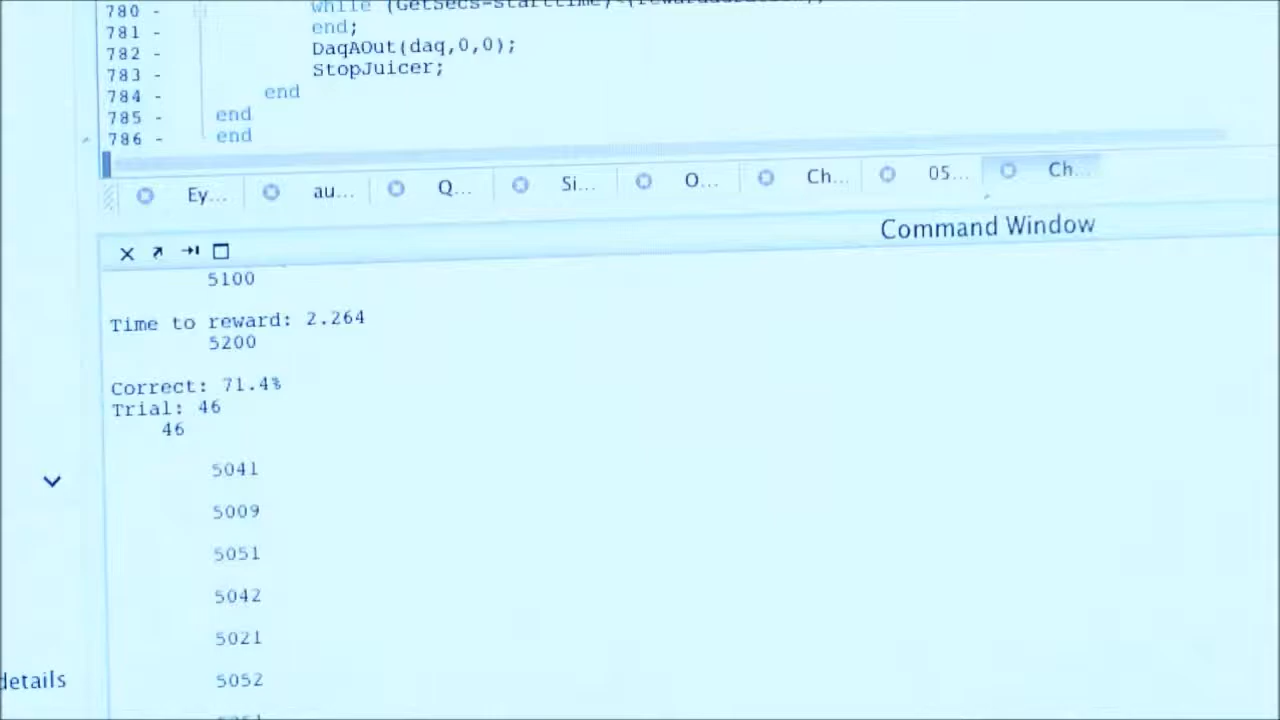 780 -
781 - end;
782 - DaqAOut(daq,0,0);
783 - StopJuicer;
784 - end
785 - end
786 - end
Ey... au... Q... Si... O... Ch... 05... Ch...
Command Window
5100
Time to reward: 2.264
5200
Correct: 71.4%
Trial: 46
46
5041
5009
5051
5042
5021
details
5052